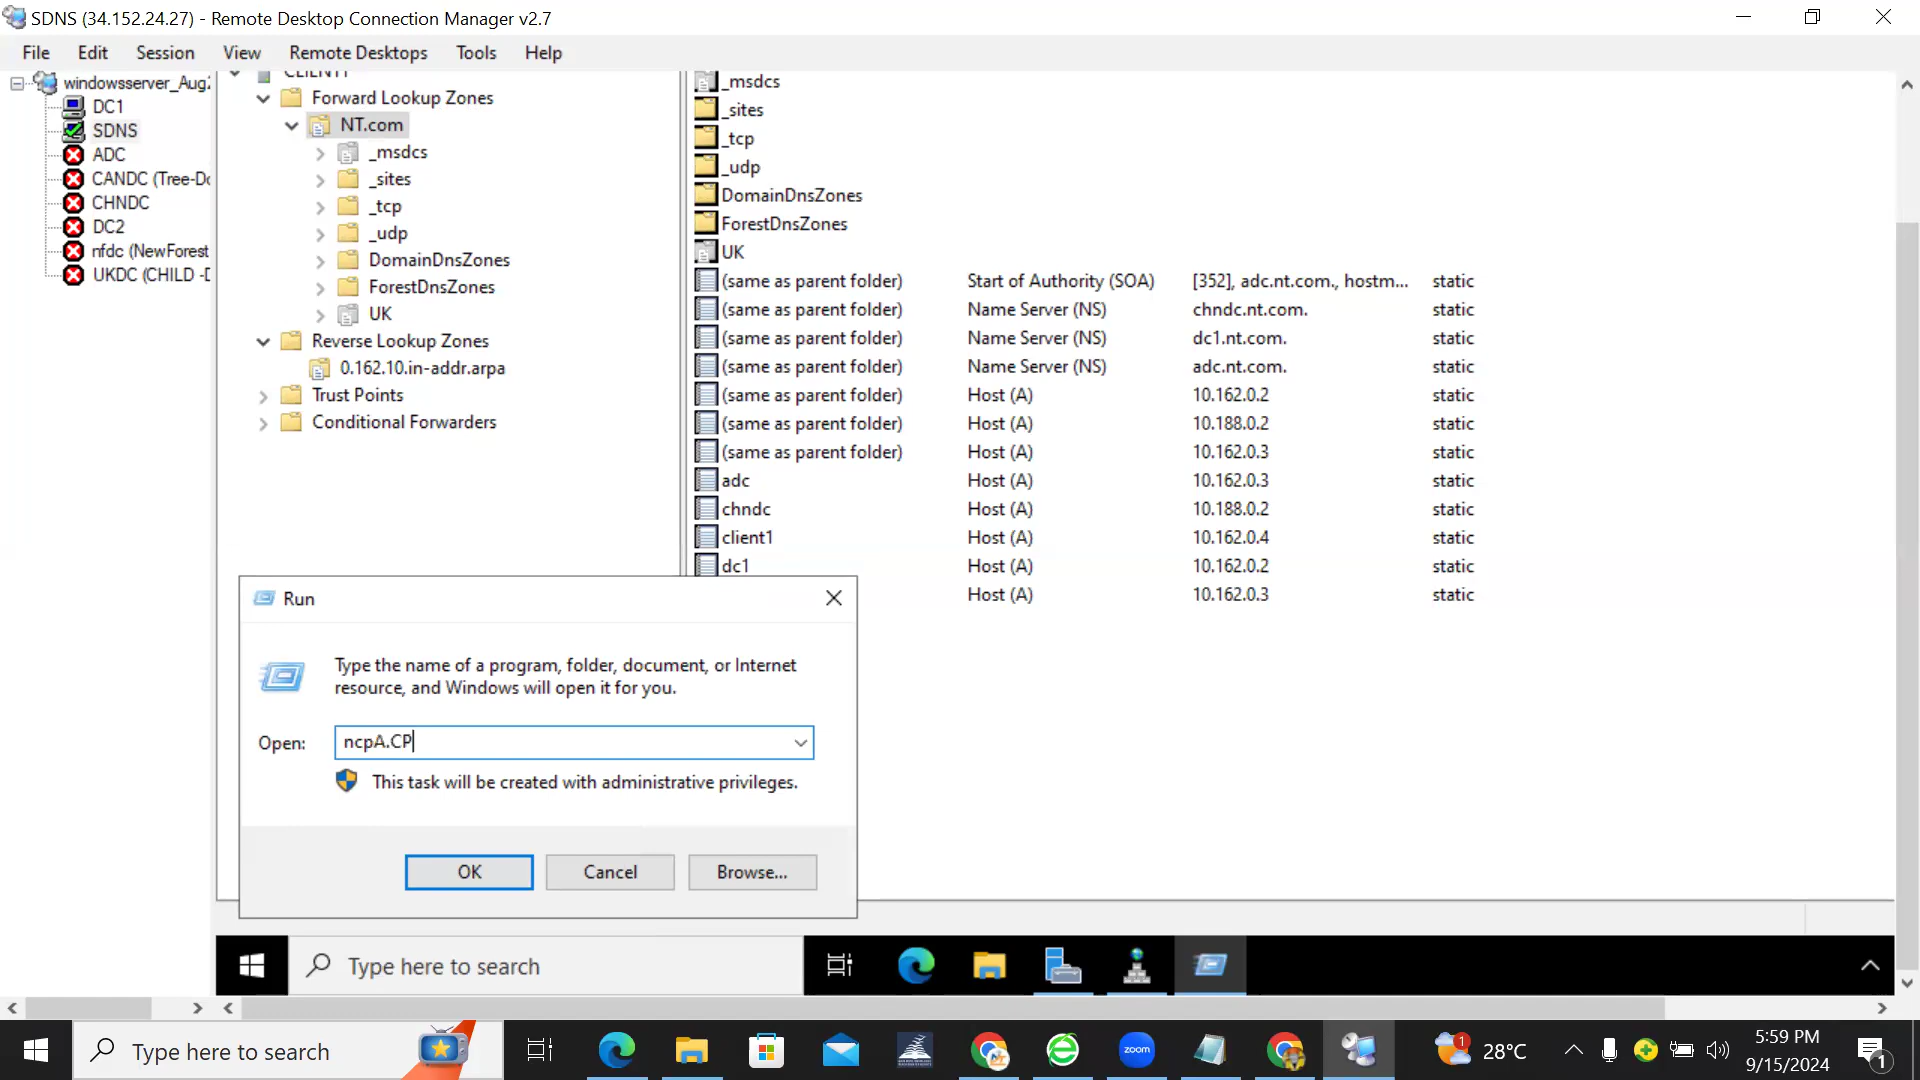 SDNS (34.152.24.27) - Remote Desktop Connection Manager v2.7
File Edit Session View Remote Desktops Tools Help
windowsserver_Aug2
DC1
SDNS
ADC
CANDC (Tree-Do
CHNDC
DC2
nfdc (NewForest
UKDC (CHILD -D
CLIENT1
Forward Lookup Zones
NT.com
_msdcs
_sites
_tcp
_udp
DomainDnsZones
ForestDnsZones
UK
Reverse Lookup Zones
0.162.10.in-addr.arpa
Trust Points
Conditional Forwarders
_msdcs
_sites
_tcp
_udp
DomainDnsZones
ForestDnsZones
UK
(same as parent folder) Start of Authority (SOA) [352], adc.nt.com., hostm... static
(same as parent folder) Name Server (NS) chndc.nt.com. static
(same as parent folder) Name Server (NS) dc1.nt.com. static
(same as parent folder) Name Server (NS) adc.nt.com. static
(same as parent folder) Host (A) 10.162.0.2 static
(same as parent folder) Host (A) 10.188.0.2 static
(same as parent folder) Host (A) 10.162.0.3 static
adc Host (A) 10.162.0.3 static
chndc Host (A) 10.188.0.2 static
client1 Host (A) 10.162.0.4 static
dc1 Host (A) 10.162.0.2 static
Host (A) 10.162.0.3 static
Run
Type the name of a program, folder, document, or Internet
resource, and Windows will open it for you.
Open: ncpA.CP
This task will be created with administrative privileges.
OK Cancel Browse...
Type here to search
Type here to search
zoom
1
28°C
5:59 PM
9/15/2024
1